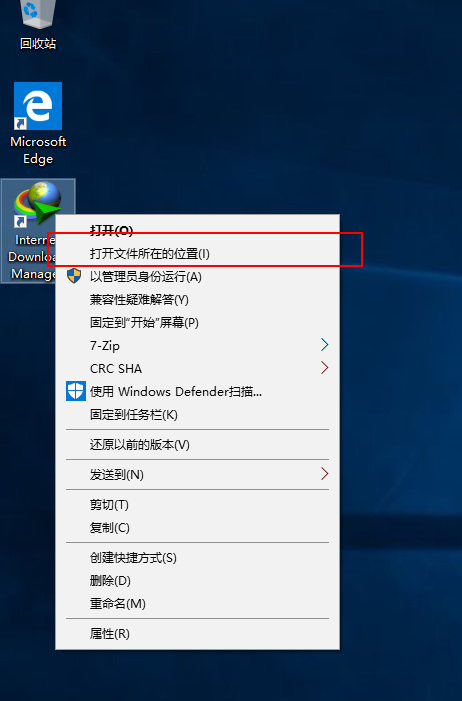 回收站
Microsoft
Edge
Interne
Downlo
Manage
打开(O)
打开文件所在的位置(I)
以管理员身份运行(A)
兼容性疑难解答(Y)
固定到"开始"屏幕(P)
7-Zip
CRC SHA
使用 Windows Defender扫描...
固定到任务栏(K)
还原以前的版本(V)
发送到(N)
剪切(T)
复制(C)
创建快捷方式(S)
删除(D)
重命名(M)
属性(R)